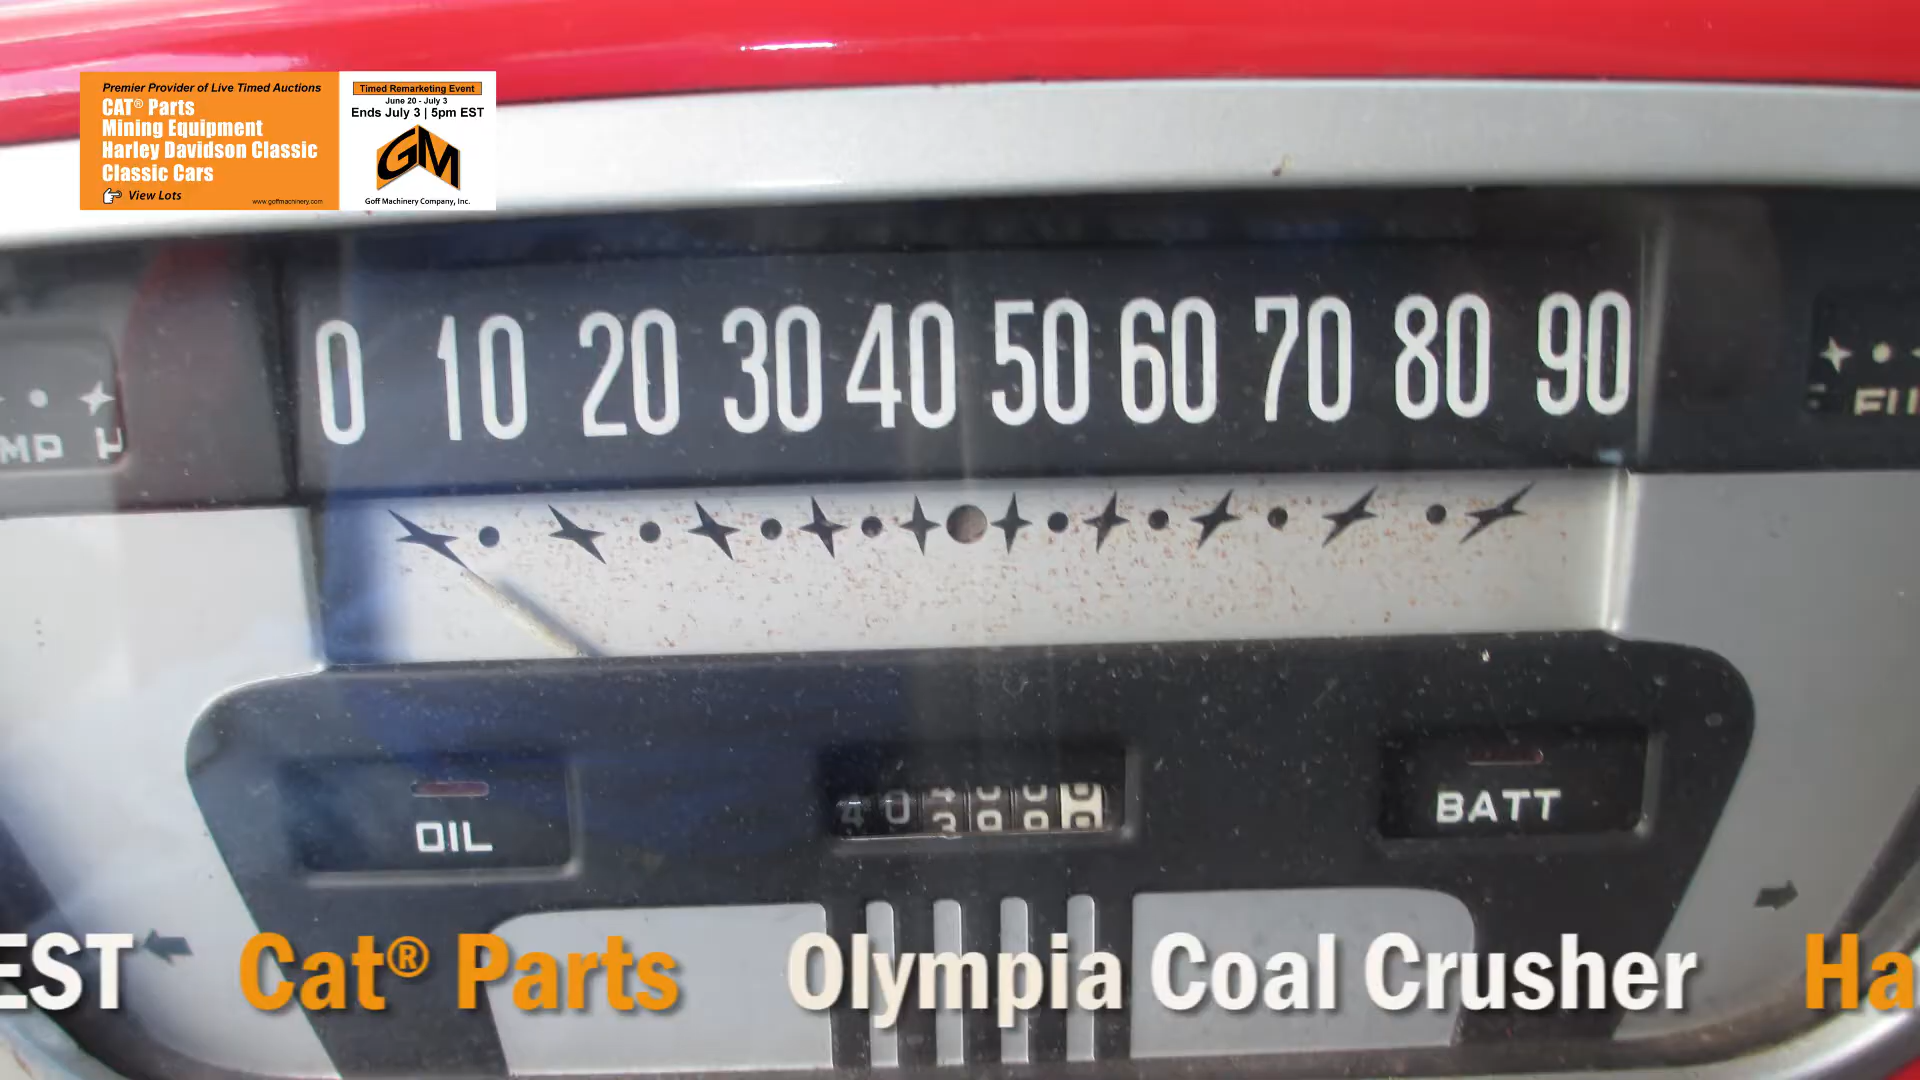 Premier Provider of Live Timed Auctions
CAT® Parts
Mining Equipment
Harley Davidson Classic
Classic Cars
View Lots
www.goffmachinery.com
Timed Remarketing Event
June 20 - July 3
Ends July 3 | 5pm EST
GM
Goff Machinery Company, Inc.
0 10 20 30 40 50 60 70 80 90
MP H
OIL
BATT
EST Cat® Parts Olympia Coal Crusher Ha